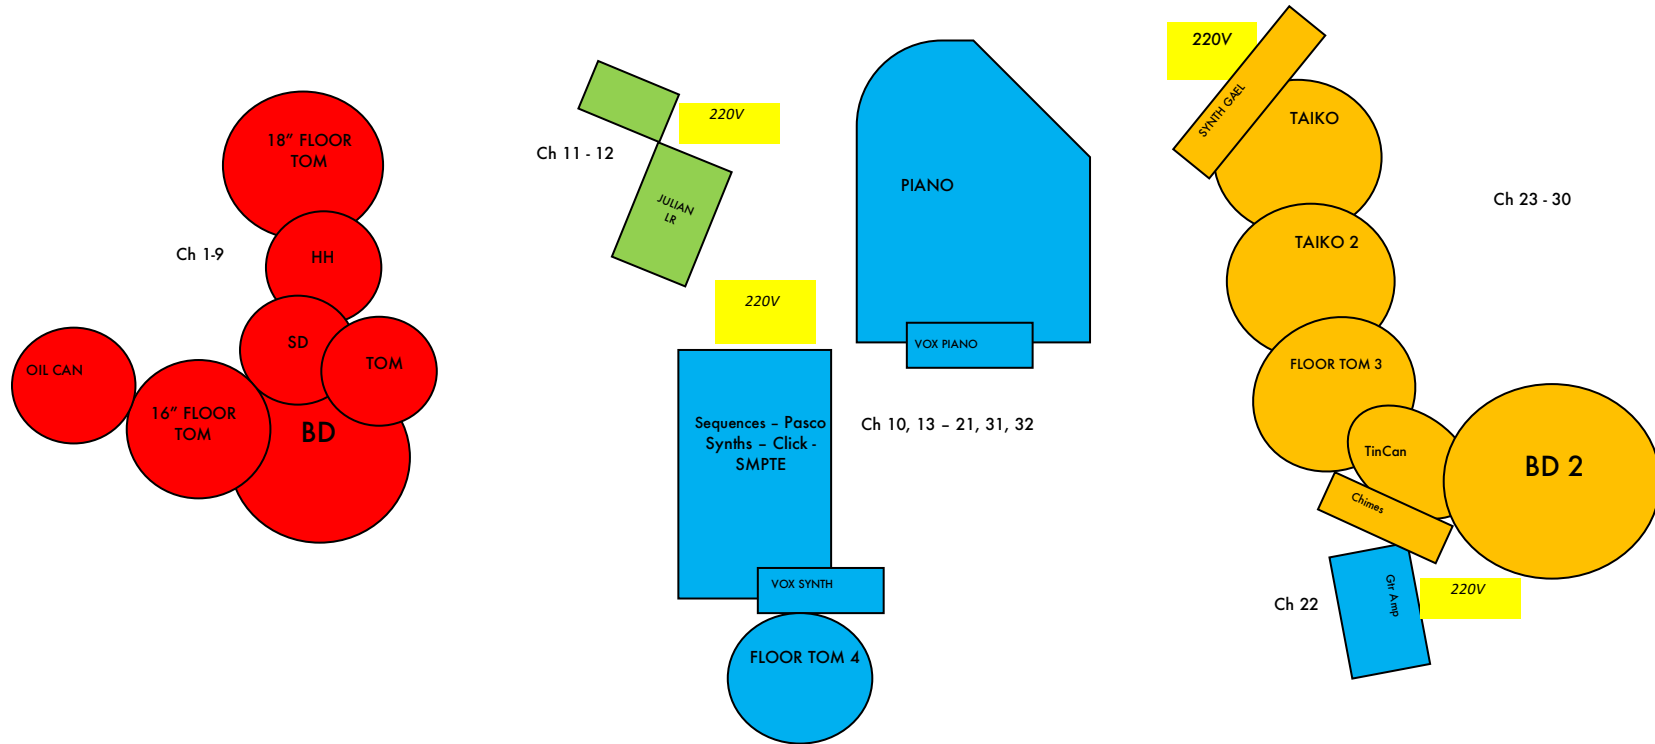 18” FLOOR
TOM
HH
Ch 1-9
SD
TOM
OIL CAN
16” FLOOR
TOM
BD
220V
Ch 11 - 12
JULIAN
LR
220V
PIANO
VOX PIANO
Sequences – Pasco
Synths – Click -
SMPTE
Ch 10, 13 – 21, 31, 32
VOX SYNTH
FLOOR TOM 4
220V
SYNTH GAEL
TAIKO
Ch 23 - 30
TAIKO 2
FLOOR TOM 3
TinCan
BD 2
Chimes
Ch 22
Gtr Amp
220V